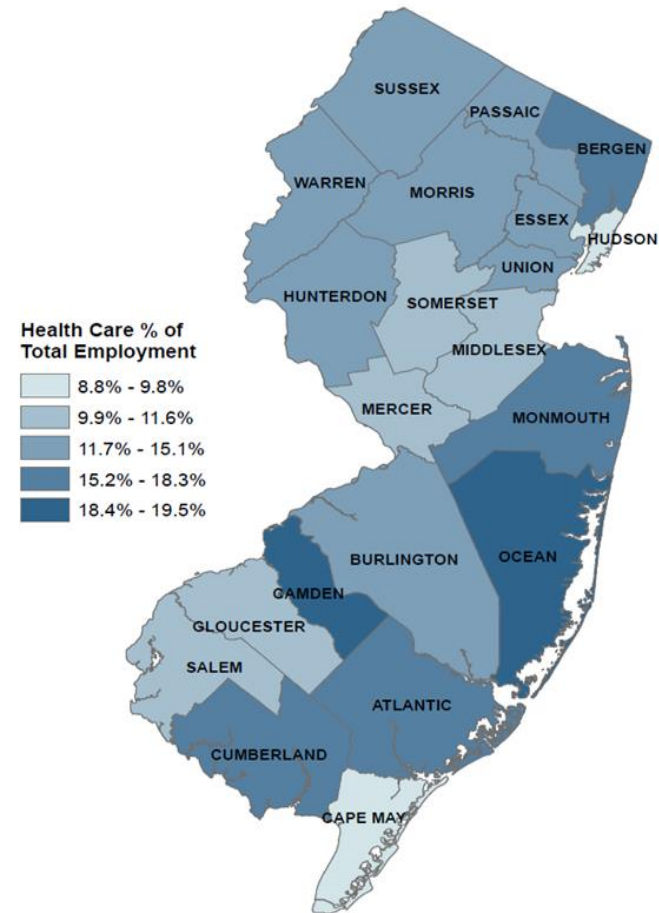 SUSSEX
PASSAIC
BERGEN
WARREN
MORRIS
ESSEX
HUDSON
UNION
HUNTERDON
SOMERSET
Health Care % of
Total Employment
8.8% - 9.8%
9.9% - 11.6%
11.7% - 15.1%
15.2% - 18.3%
18.4% - 19.5%
MIDDLESEX
MERCER
MONMOUTH
OCEAN
BURLINGTON
CAMDEN
GLOUCESTER
SALEM
ATLANTIC
CUMBERLAND
CAPE MAY